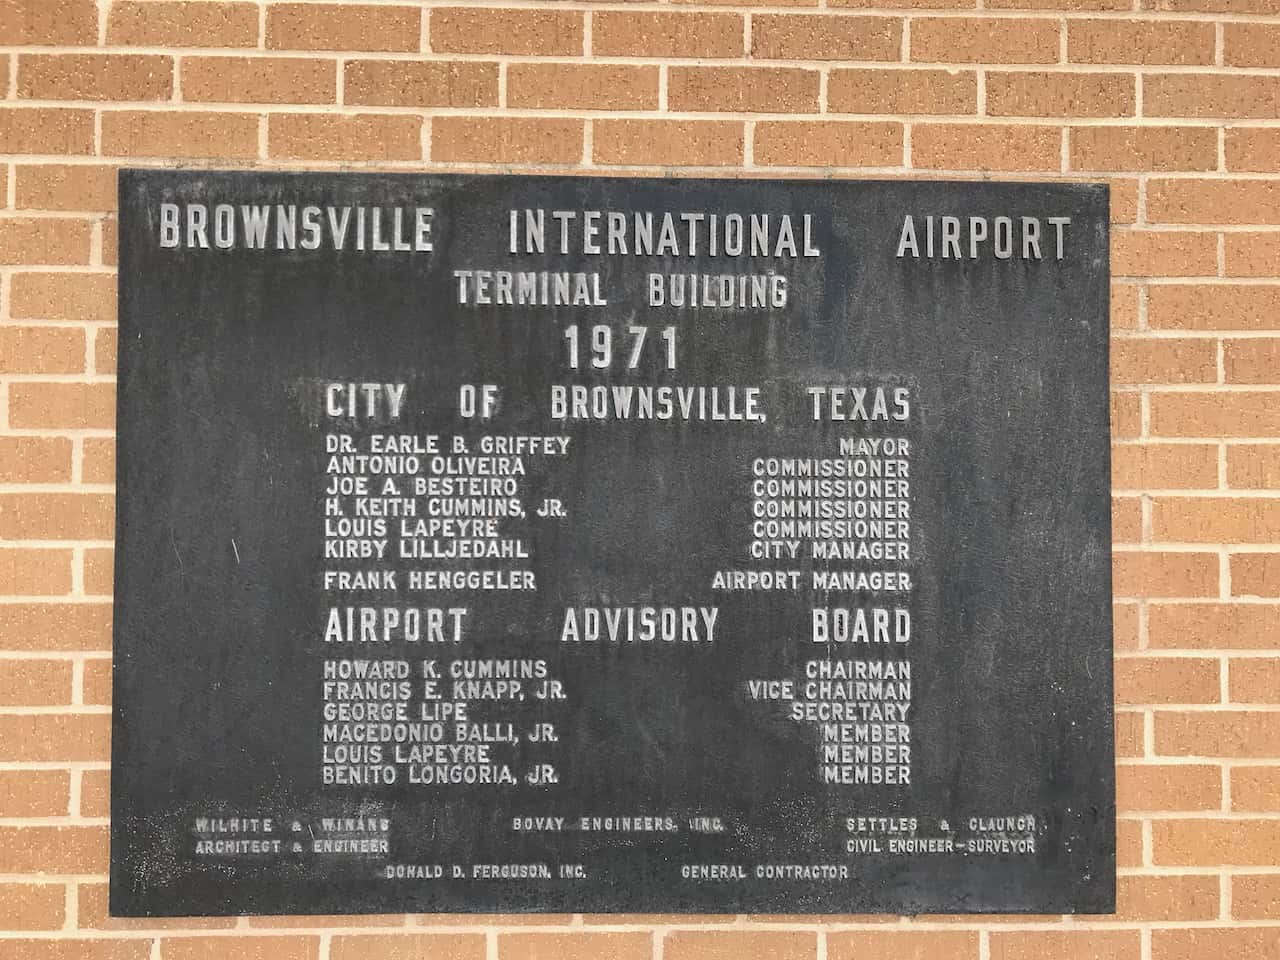 BROWNSVILLE INTERNATIONAL AIRPORT
TERMINAL BUILDING
1971
CITY OF BROWNSVILLE, TEXAS
DR. EARLE B. GRIFFEY MAYOR
ANTONIO OLIVEIRA COMMISSIONER
JOE A. BESTEIRO COMMISSIONER
H. KEITH CUMMINS, JR. COMMISSIONER
LOUIS LAPEYRE COMMISSIONER
KIRBY LILLJEDAHL CITY MANAGER
FRANK HENGGELER AIRPORT MANAGER
AIRPORT ADVISORY BOARD
HOWARD K. CUMMINS CHAIRMAN
FRANCIS E. KNAPP, JR. VICE CHAIRMAN
GEORGE LIPE SECRETARY
MACEDONIO BALLI, JR. MEMBER
LOUIS LAPEYRE MEMBER
BENITO LONGORIA, JR. MEMBER
WILHITE & WINANS BOVAY ENGINEERS, INC. SETTLES & CLAUNCH
ARCHITECT & ENGINEER CIVIL ENGINEER-SURVEYOR
DONALD D. FERGUSON, INC. GENERAL CONTRACTOR